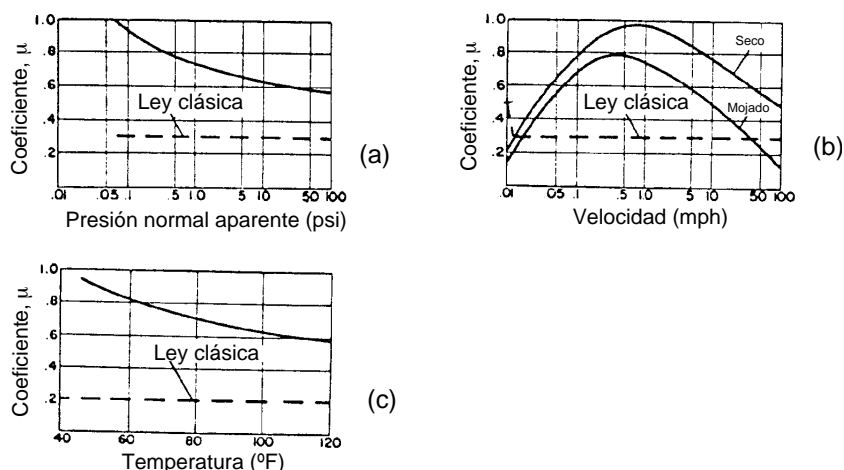 Coeficiente, μ
1.0
.8
.6
.4
.2
Ley clásica
.01
.05
.1
.5
1.0
5
10
50
100
Presión normal aparente (psi)
(a)
Coeficiente, μ
1.0
.8
.6
.4
.2
Seco
Mojado
Ley clásica
.01
.05
.1
.5
1.0
5
10
50
100
Velocidad (mph)
(b)
Coeficiente, μ
1.0
.8
.6
.4
.2
Ley clásica
40
60
80
100
120
Temperatura (ºF)
(c)